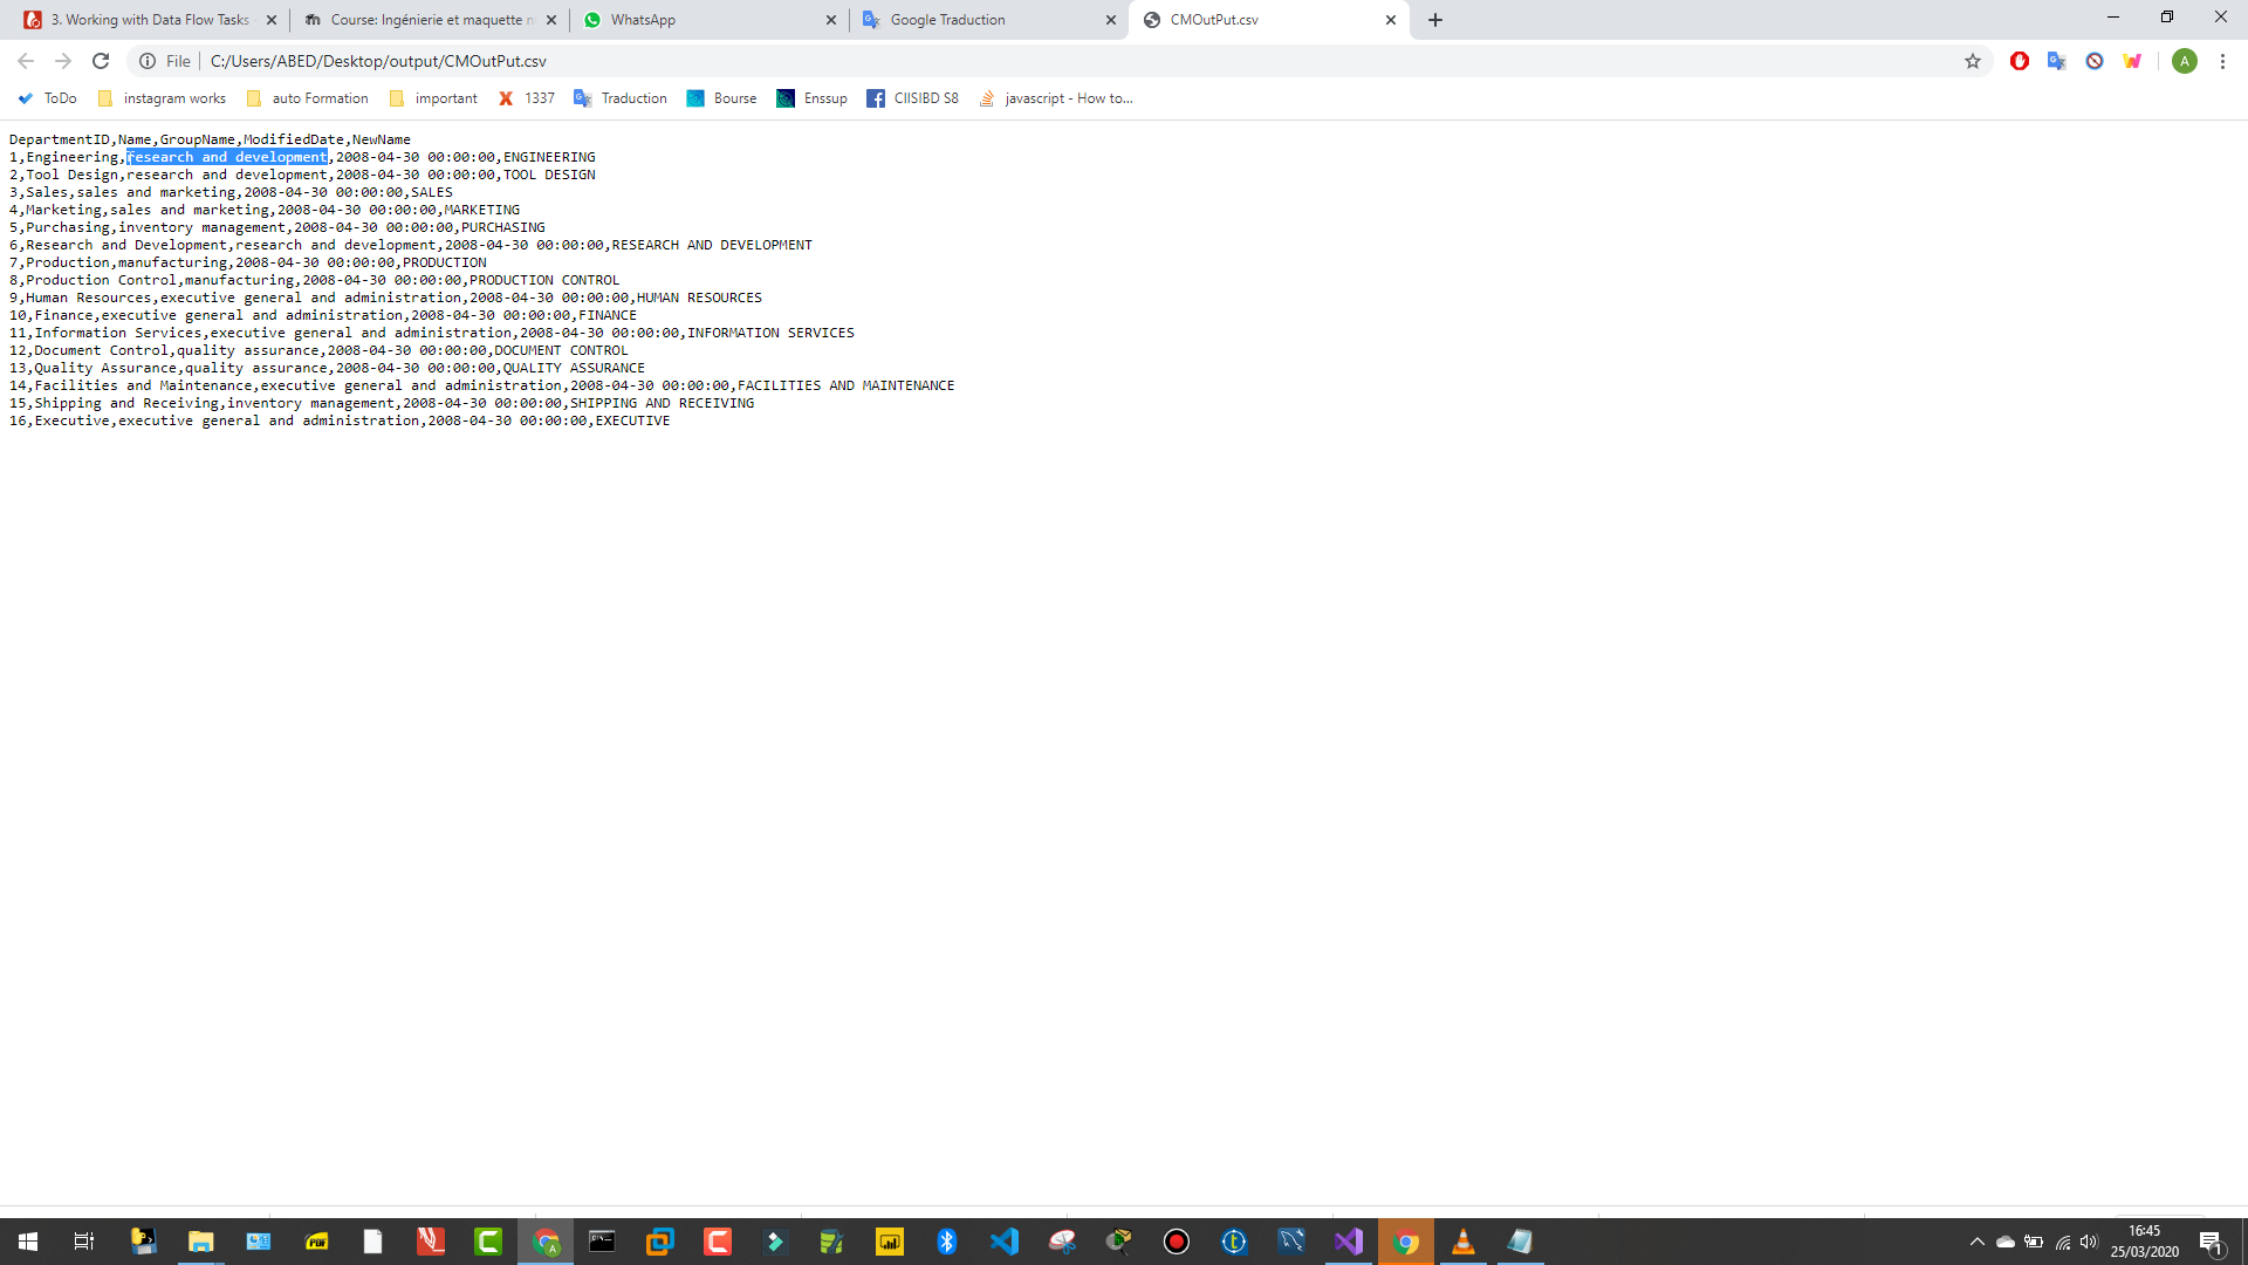 3. Working with Data Flow Tasks
Course: Ingénierie et maquette n
WhatsApp
Google Traduction
CMOutPut.csv
File
C:/Users/ABED/Desktop/output/CMOutPut.csv
A
ToDo
instagram works
auto Formation
important
1337
Traduction
Bourse
Enssup
CIISIBD S8
javascript - How to...
DepartmentID,Name,GroupName,ModifiedDate,NewName
1,Engineering,research and development,2008-04-30 00:00:00,ENGINEERING
2,Tool Design,research and development,2008-04-30 00:00:00,TOOL DESIGN
3,Sales,sales and marketing,2008-04-30 00:00:00,SALES
4,Marketing,sales and marketing,2008-04-30 00:00:00,MARKETING
5,Purchasing,inventory management,2008-04-30 00:00:00,PURCHASING
6,Research and Development,research and development,2008-04-30 00:00:00,RESEARCH AND DEVELOPMENT
7,Production,manufacturing,2008-04-30 00:00:00,PRODUCTION
8,Production Control,manufacturing,2008-04-30 00:00:00,PRODUCTION CONTROL
9,Human Resources,executive general and administration,2008-04-30 00:00:00,HUMAN RESOURCES
10,Finance,executive general and administration,2008-04-30 00:00:00,FINANCE
11,Information Services,executive general and administration,2008-04-30 00:00:00,INFORMATION SERVICES
12,Document Control,quality assurance,2008-04-30 00:00:00,DOCUMENT CONTROL
13,Quality Assurance,quality assurance,2008-04-30 00:00:00,QUALITY ASSURANCE
14,Facilities and Maintenance,executive general and administration,2008-04-30 00:00:00,FACILITIES AND MAINTENANCE
15,Shipping and Receiving,inventory management,2008-04-30 00:00:00,SHIPPING AND RECEIVING
16,Executive,executive general and administration,2008-04-30 00:00:00,EXECUTIVE
PDF
A
16:45
25/03/2020
1